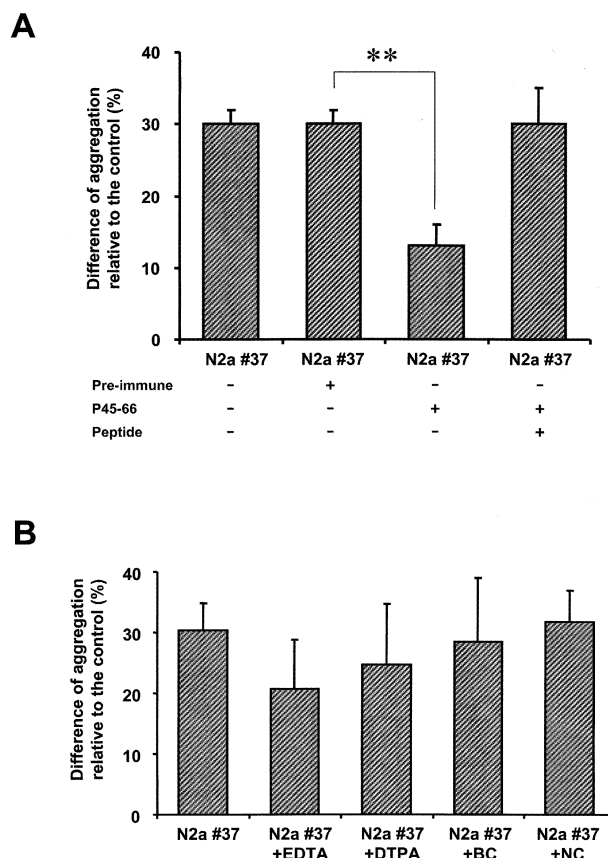 A
Difference of aggregation
relative to the control (%)
40
30
20
10
0
**
N2a #37 N2a #37 N2a #37 N2a #37
Pre-immune – + – –
P45-66 – – + +
Peptide – – – +
B
Difference of aggregation
relative to the control (%)
40
30
20
10
0
N2a #37 N2a #37 N2a #37 N2a #37 N2a #37
+EDTA +DTPA +BC +NC